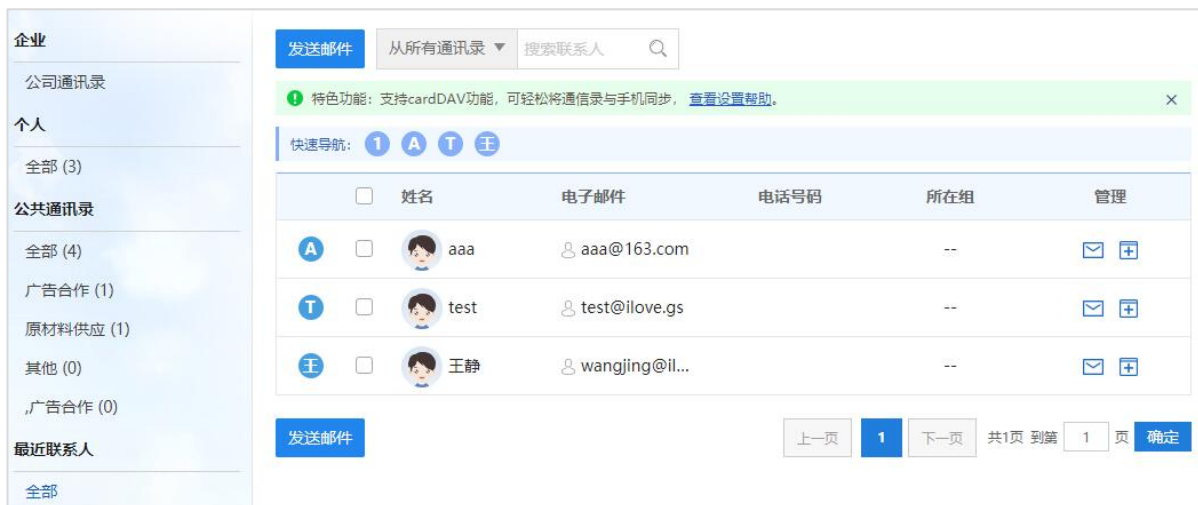 企业
公司通讯录
个人
全部 (3)
公共通讯录
全部 (4)
广告合作 (1)
原材料供应 (1)
其他 (0)
,广告合作 (0)
最近联系人
全部
发送邮件 从所有通讯录 ▼ 搜索联系人
特色功能：支持cardDAV功能，可轻松将通信录与手机同步， 查看设置帮助。 ×
快速导航: 1 A T 王
姓名 电子邮件 电话号码 所在组 管理
A aaa aaa@163.com --
T test test@ilove.gs --
王 王静 wangjing@il... --
发送邮件 上一页 1 下一页 共1页 到第 1 页 确定